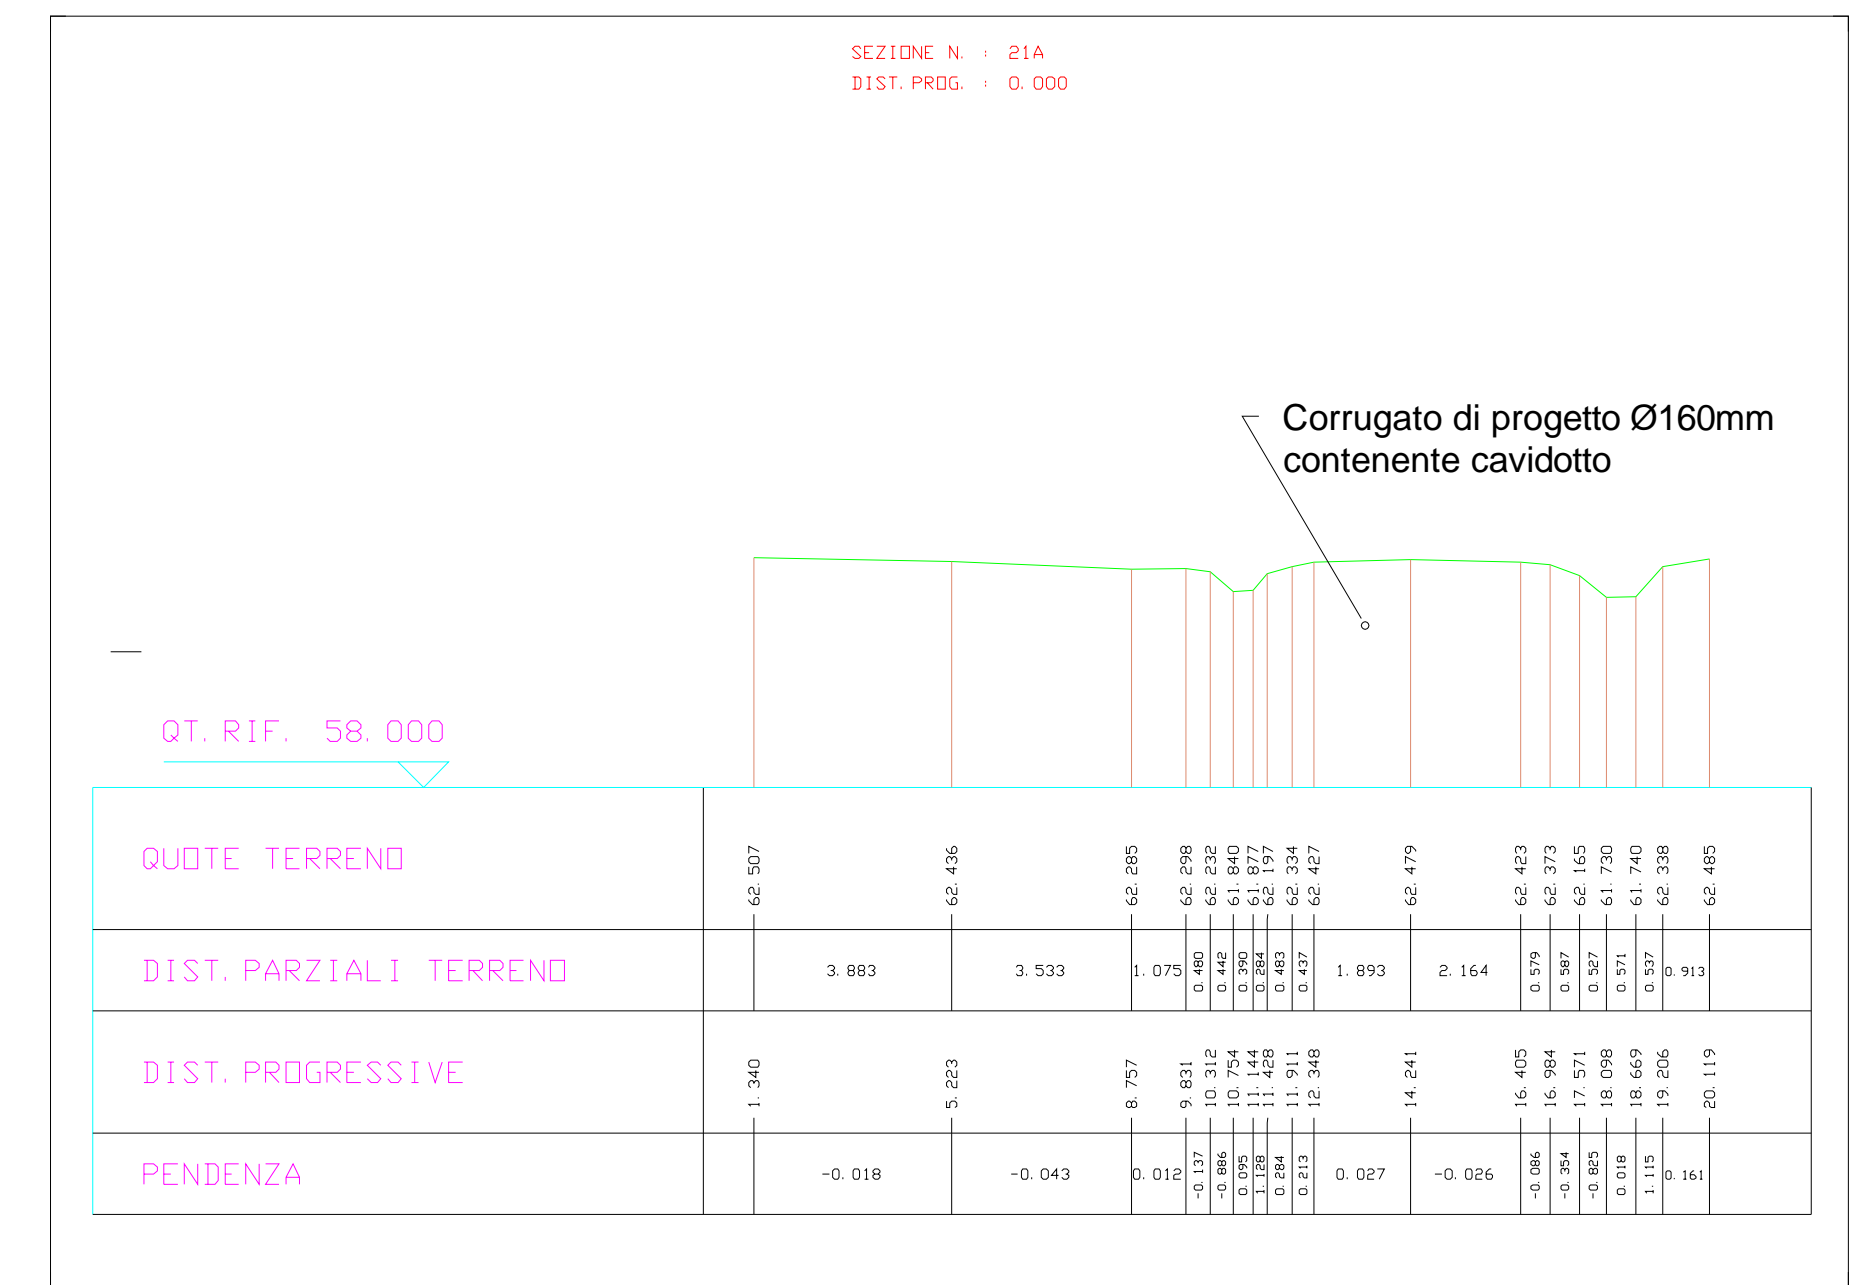 SEZIONE N. : 21A
DIST. PROG. : 0.000
Corrugato di progetto Ø160mm
contenente cavidotto
QT. RIF. 58.000
QUOTE TERRENO 62.507 62.436 62.285 62.298 62.232 61.840 61.877 62.197 62.334 62.427 62.479 62.423 62.373 62.165 61.730 61.740 62.338 62.485
DIST. PARZIALI TERRENO 3.883 3.533 1.075 0.480 0.442 0.390 0.284 0.483 0.437 1.893 2.164 0.579 0.587 0.527 0.571 0.537 0.913
DIST. PROGRESSIVE 1.340 5.223 8.757 9.831 10.312 10.754 11.144 11.428 11.911 12.348 14.241 16.405 16.984 17.571 18.098 18.669 19.206 20.119
PENDENZA -0.018 -0.043 0.012 -0.137 -0.886 0.095 1.128 0.284 0.213 0.027 -0.026 -0.086 -0.354 -0.825 0.018 1.115 0.161